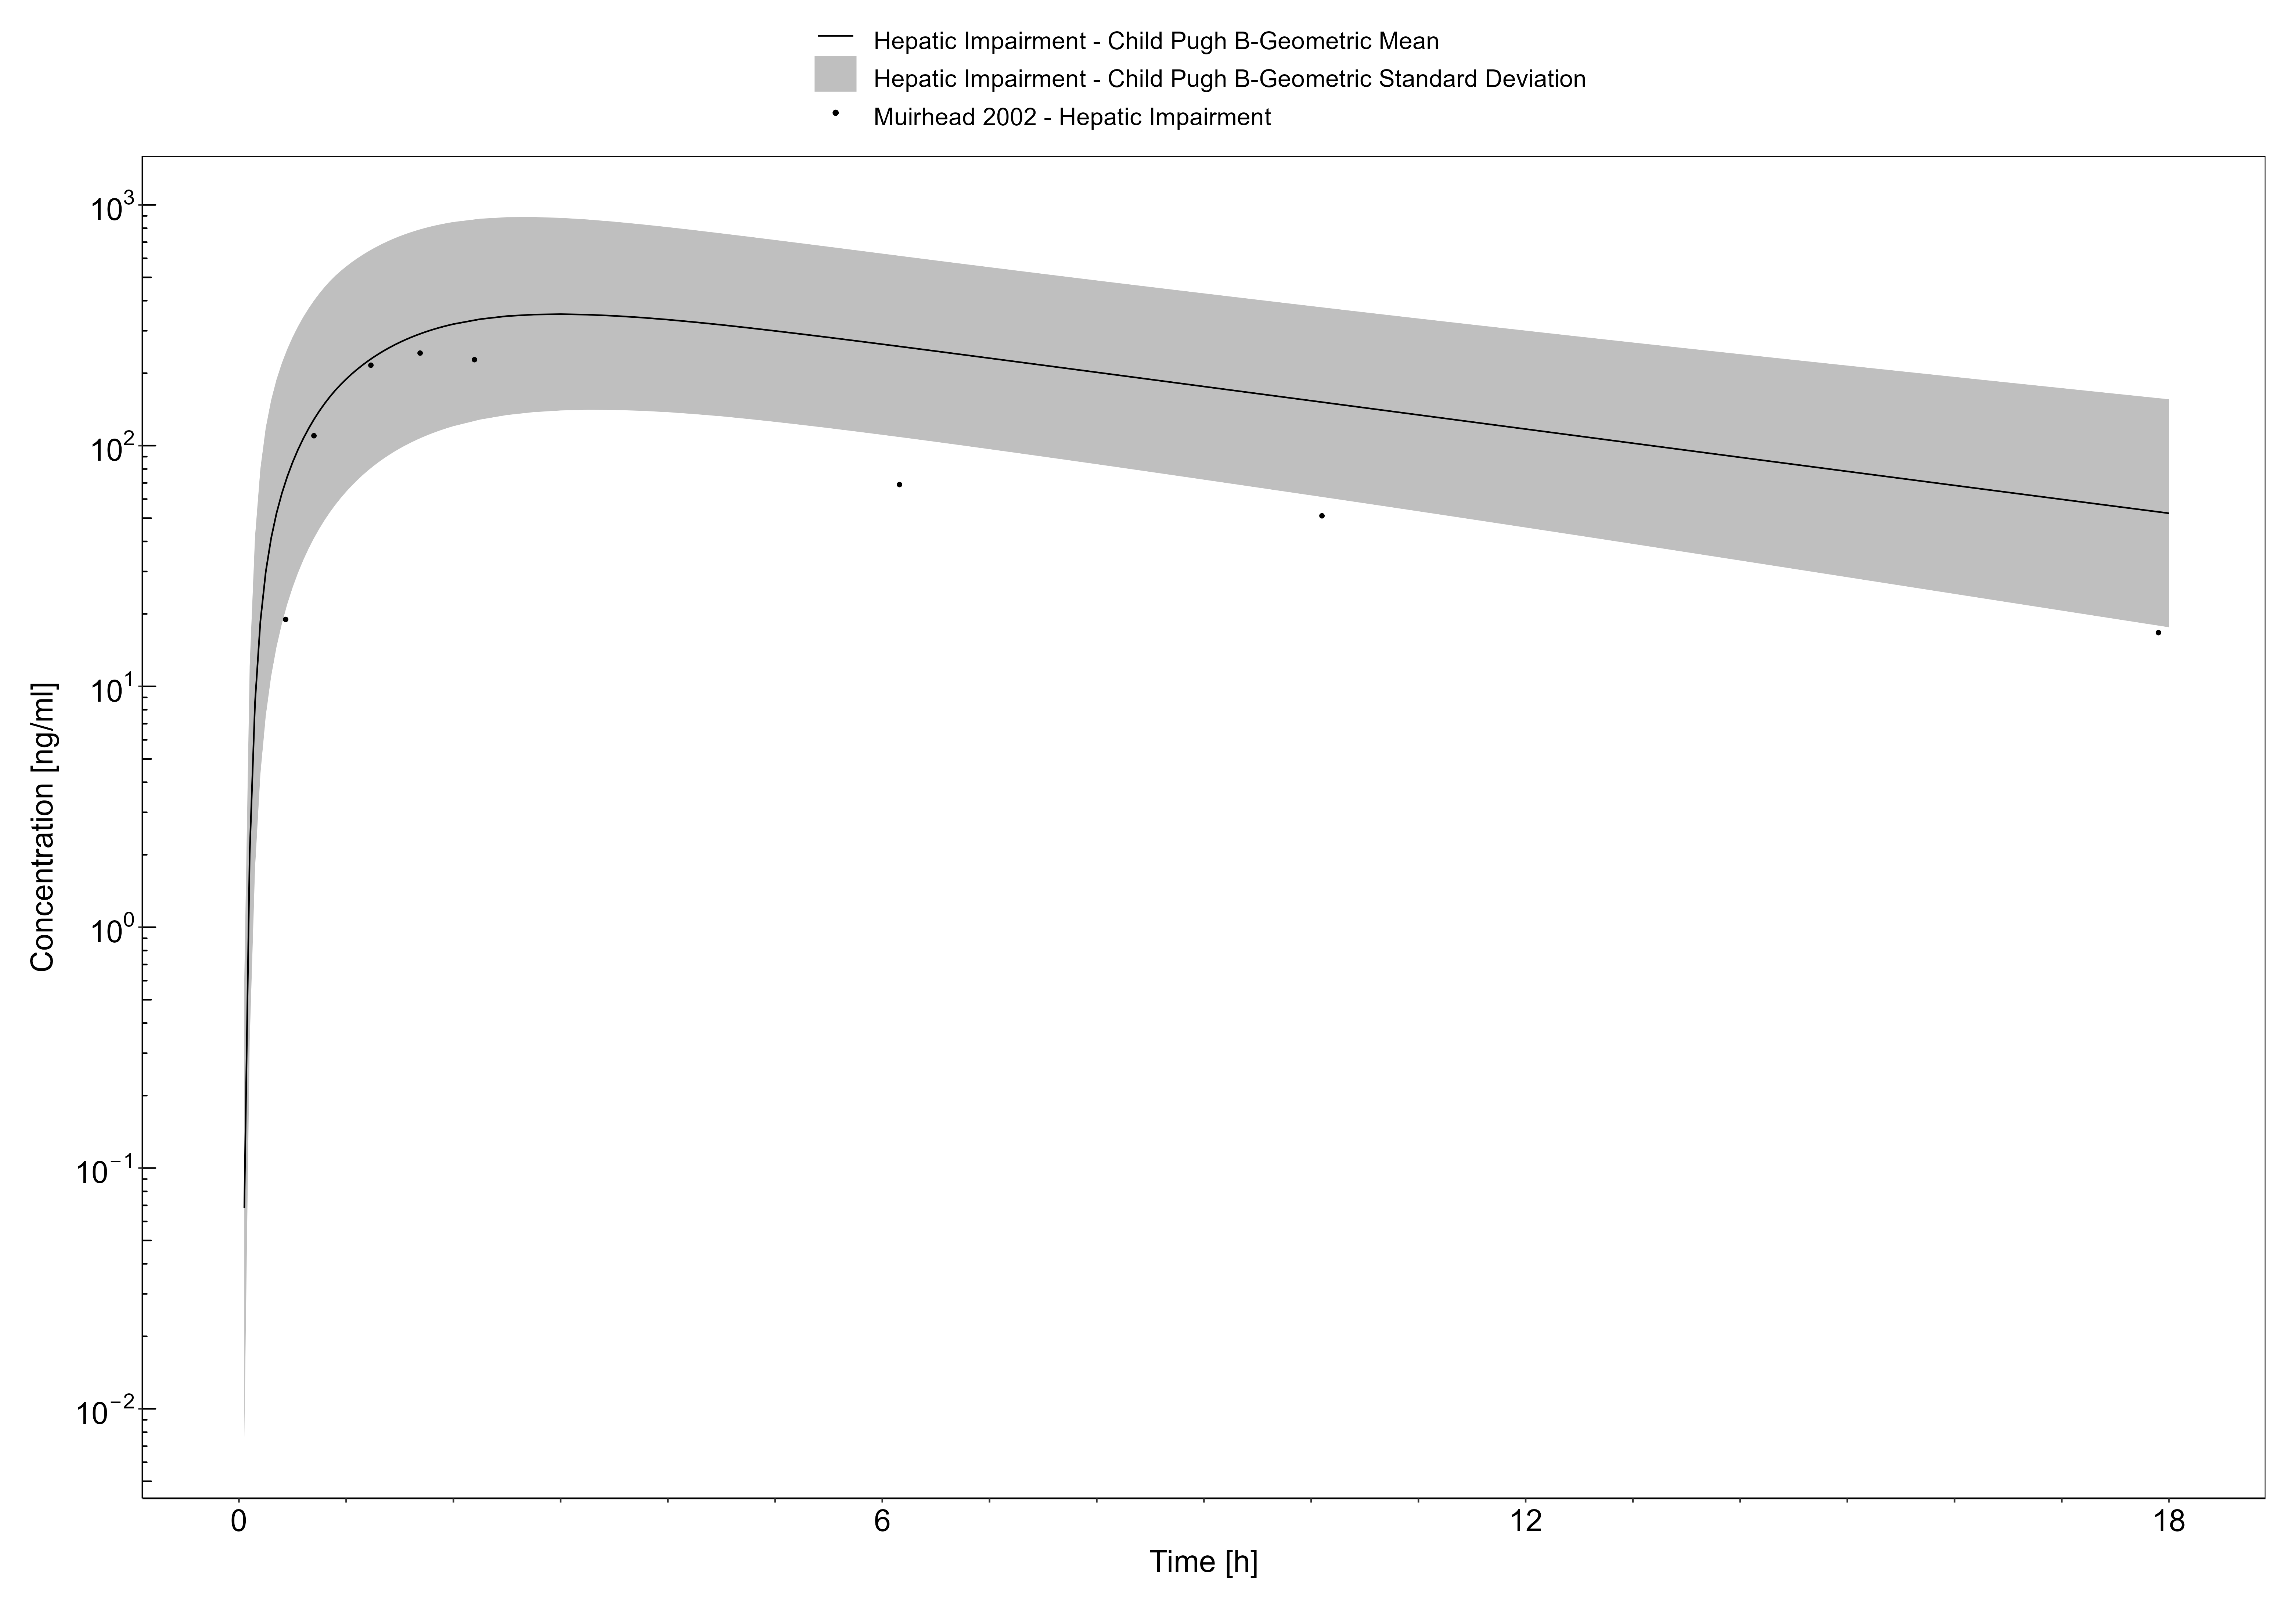 Hepatic Impairment - Child Pugh B-Geometric Mean
Hepatic Impairment - Child Pugh B-Geometric Standard Deviation
Muirhead 2002 - Hepatic Impairment
10³
10²
10¹
10⁰
10⁻¹
10⁻²
Concentration [ng/ml]
0 6 12 18
Time [h]